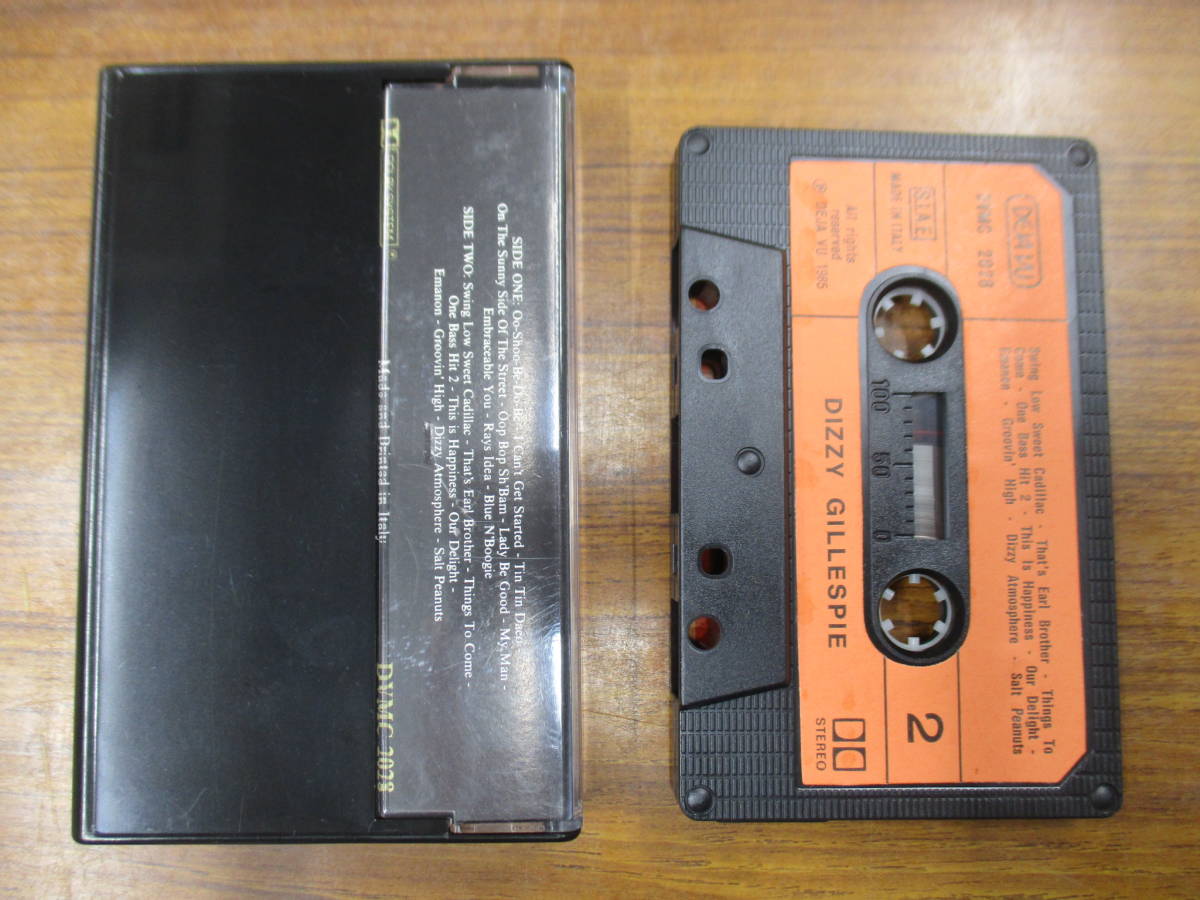 SIDE ONE: Oo-Shoo-Be-Do-Be - I Can't Get Started - Tin Tin Daeo -
On The Sunny Side Of The Street - Oop Bop Sh'Bam - Lady Be Good - My Man -
Embraceable You - Rays Idea - Blue N'Boogie
SIDE TWO: Swing Low Sweet Cadillac - That's Earl Brother - Things To Come -
One Bass Hit 2 - This is Happiness - Our Delight -
Emanon - Groovin' High - Dizzy Atmosphere - Salt Peanuts
Made and Printed in Italy
DVMC 2028
DEJA VU
DVMC 2028
S.I.A.E.
MADE IN ITALY
All rights
reserved
℗ DEJA VU 1985
Swing Low Sweet Cadillac - That's Earl Brother - Things To
Come - One Bass Hit 2 - This Is Happiness - Our Delight -
Groovin' High - Dizzy Atmosphere - Salt Peanuts
100 50 0
2
DIZZY GILLESPIE
STEREO